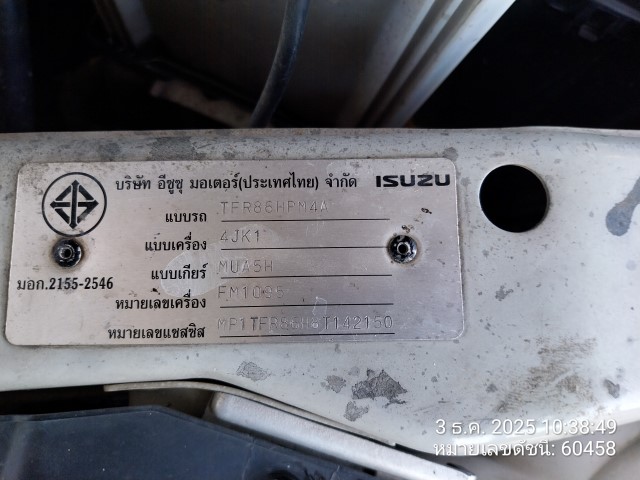 บริษัท อีซูซุ มอเตอร์(ประเทศไทย) จำกัด ISUZU
แบบรถ TFR86HPM4A
แบบเครื่อง 4JK1
แบบเกียร์ MUA5H
มอก.2155-2546
หมายเลขเครื่อง
หมายเลขแชสซิส
3 ธ.ค. 2025 10:38:49
หมายเลขดัชนี: 60458